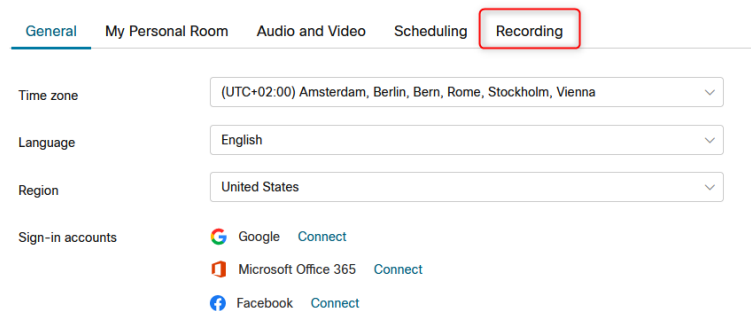 General My Personal Room Audio and Video Scheduling Recording
Time zone (UTC+02:00) Amsterdam, Berlin, Bern, Rome, Stockholm, Vienna
Language English
Region United States
Sign-in accounts Google Connect
Microsoft Office 365 Connect
Facebook Connect